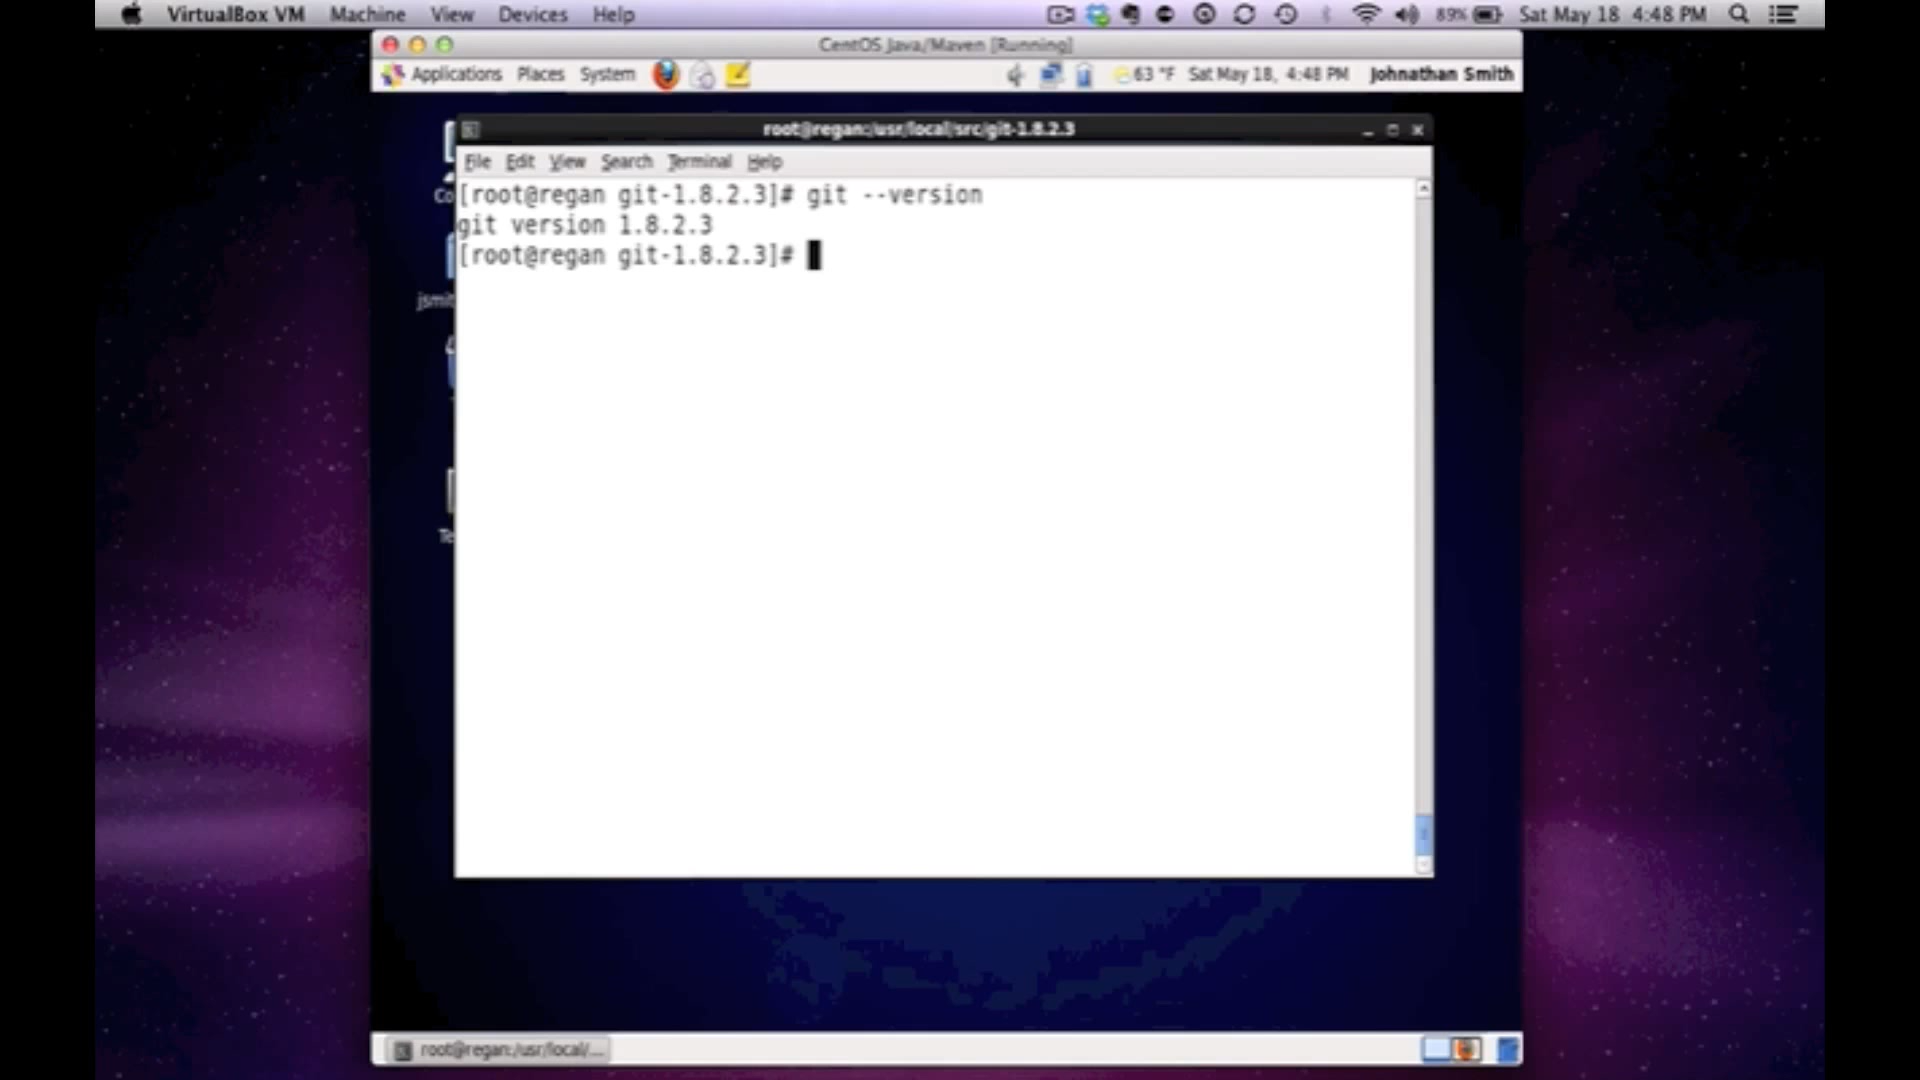 VirtualBox VM Machine View Devices Help 89% Sat May 18 4:48 PM
CentOS Java/Maven [Running]
Applications Places System 63 °F Sat May 18, 4:48 PM Johnathan Smith
root@regan:/usr/local/src/git-1.8.2.3
File Edit View Search Terminal Help
[root@regan git-1.8.2.3]# git --version
git version 1.8.2.3
[root@regan git-1.8.2.3]#
Co
jsmit
Te
root@regan:/usr/local/...